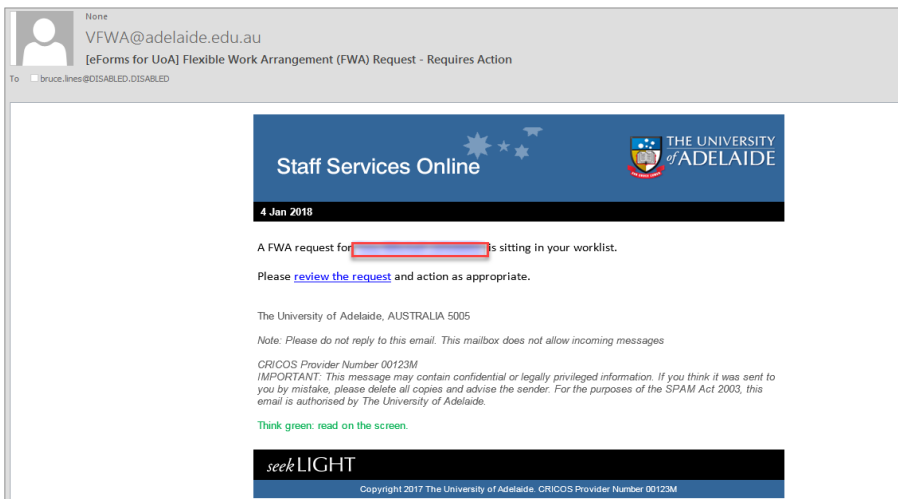 None
VFWA@adelaide.edu.au
[eForms for UoA] Flexible Work Arrangement (FWA) Request - Requires Action
To bruce.lines@DISABLED.DISABLED
Staff Services Online
THE UNIVERSITY
of ADELAIDE
4 Jan 2018
A FWA request for is sitting in your worklist.
Please review the request and action as appropriate.
The University of Adelaide, AUSTRALIA 5005
Note: Please do not reply to this email. This mailbox does not allow incoming messages
CRICOS Provider Number 00123M
IMPORTANT: This message may contain confidential or legally privileged information. If you think it was sent to
you by mistake, please delete all copies and advise the sender. For the purposes of the SPAM Act 2003, this
email is authorised by The University of Adelaide.
Think green: read on the screen.
seek LIGHT
Copyright 2017 The University of Adelaide. CRICOS Provider Number 00123M